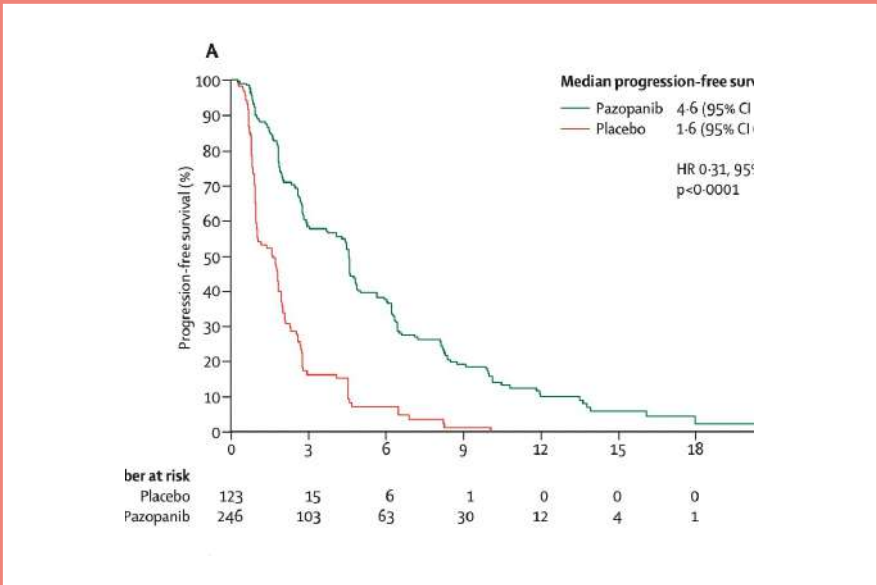 A
Median progression-free surv
Pazopanib 4·6 (95% CI
Placebo 1·6 (95% CI
HR 0·31, 95%
p<0·0001
Progression-free survival (%)
100
90
80
70
60
50
40
30
20
10
0
0 3 6 9 12 15 18
ber at risk
Placebo 123 15 6 1 0 0 0
Pazopanib 246 103 63 30 12 4 1